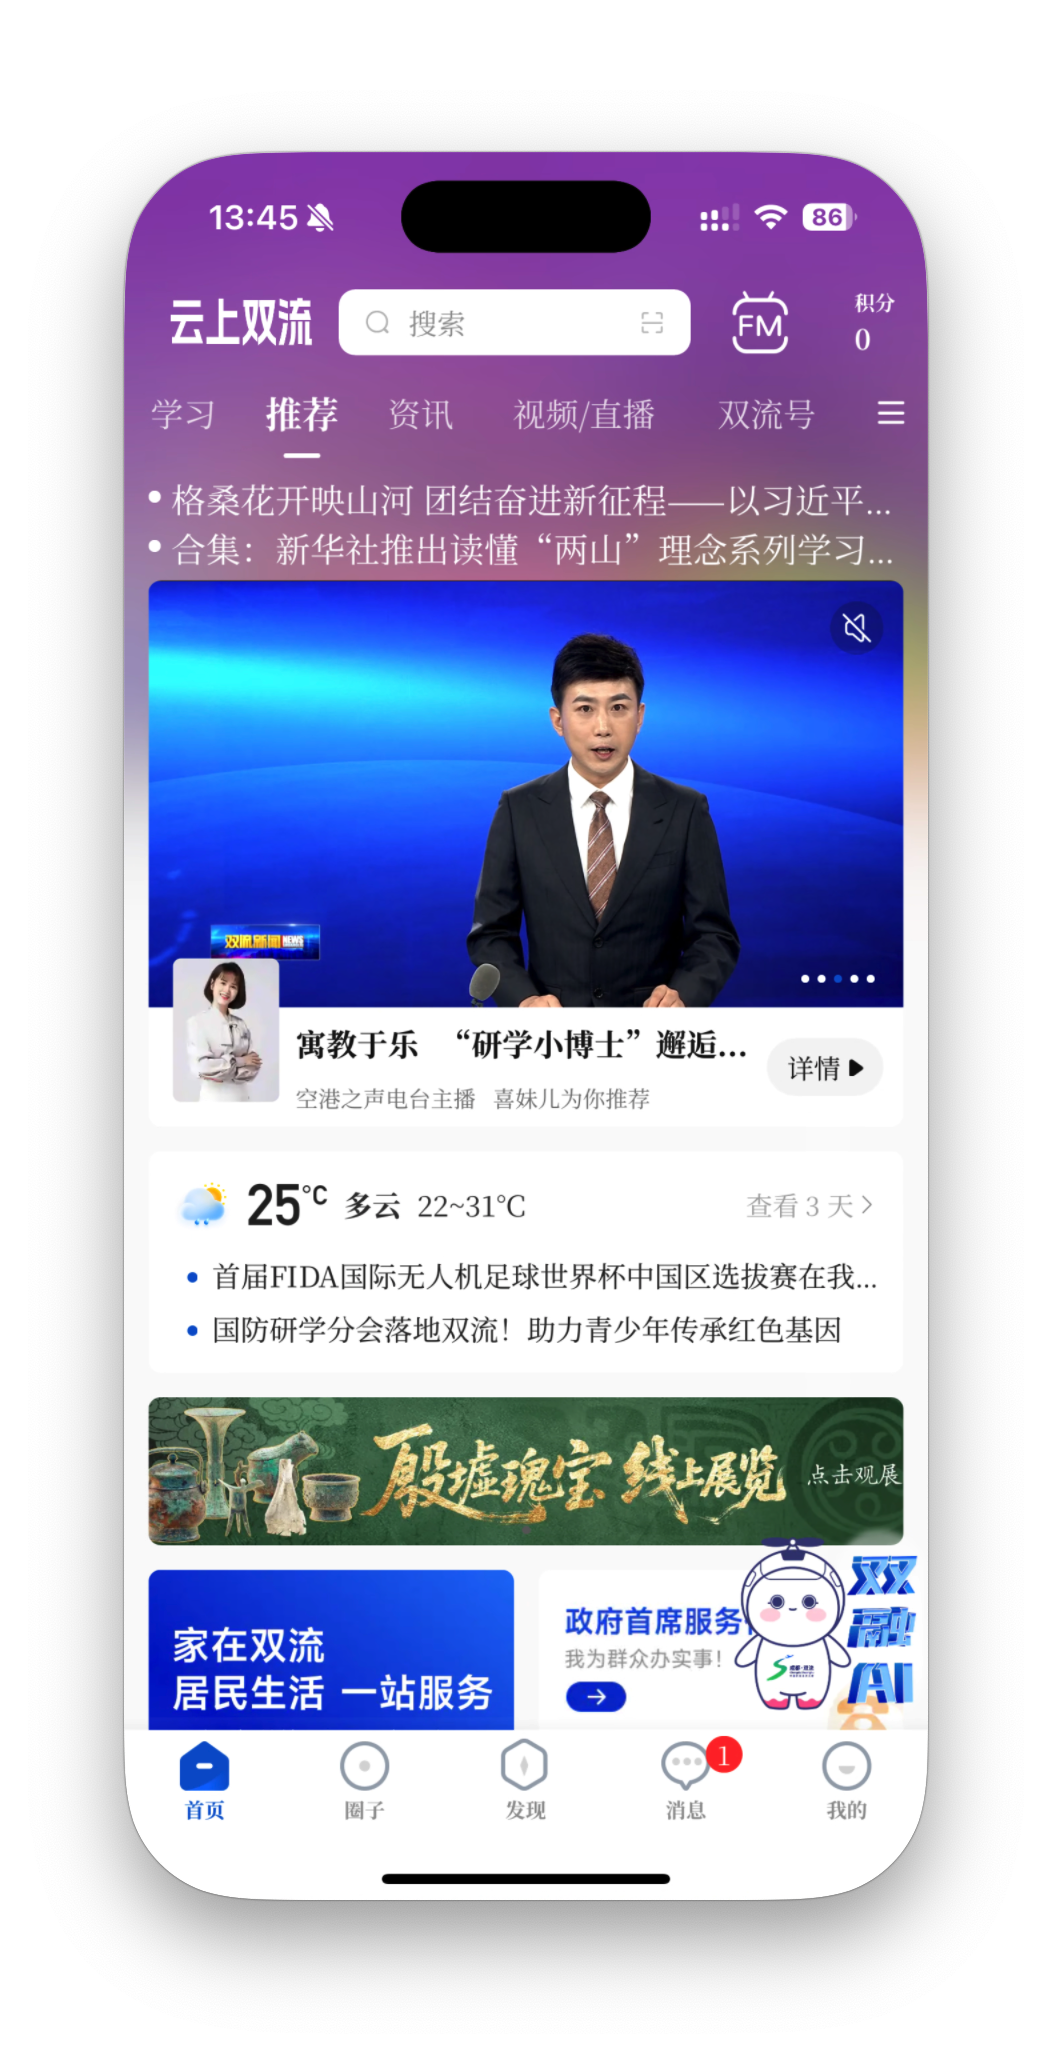 13:45
86
云上双流
搜索
FM
积分
0
学习 推荐 资讯 视频/直播 双流号
格桑花开映山河 团结奋进新征程——以习近平...
合集：新华社推出读懂“两山”理念系列学习...
双流新闻 NEWS
寓教于乐 “研学小博士”邂逅...
详情
空港之声电台主播 喜妹儿为你推荐
25°C 多云 22~31°C 查看 3 天
首届FIDA国际无人机足球世界杯中国区选拔赛在我...
国防研学分会落地双流！助力青少年传承红色基因
殷墟瑰宝 线上展览 点击观展
家在双流
居民生活 一站服务
政府首席服务
我为群众办实事！
双融AI
首页 圈子 发现 消息 我的
1